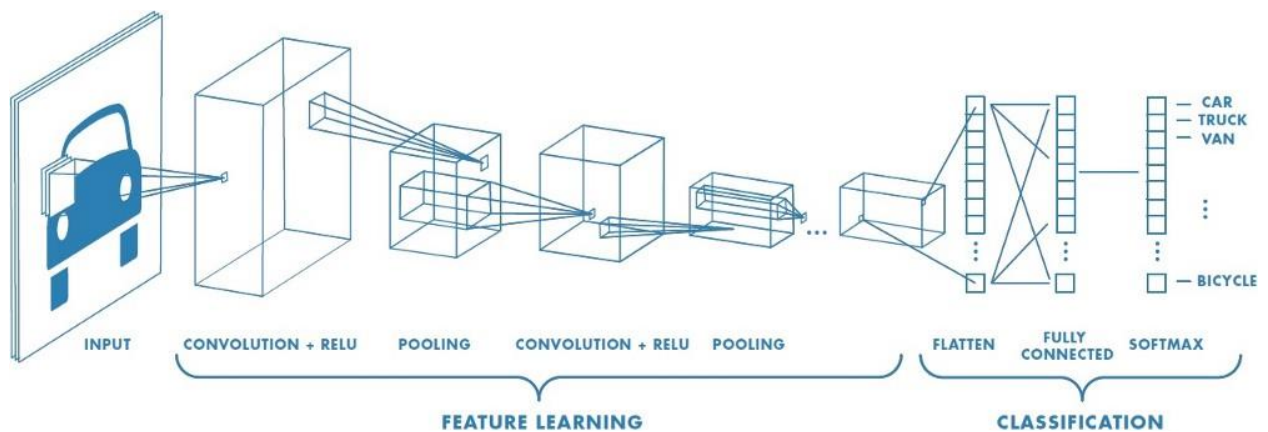 CAR
TRUCK
VAN
BICYCLE
INPUT
CONVOLUTION + RELU
POOLING
CONVOLUTION + RELU
POOLING
FLATTEN
FULLY
CONNECTED
SOFTMAX
FEATURE LEARNING
CLASSIFICATION